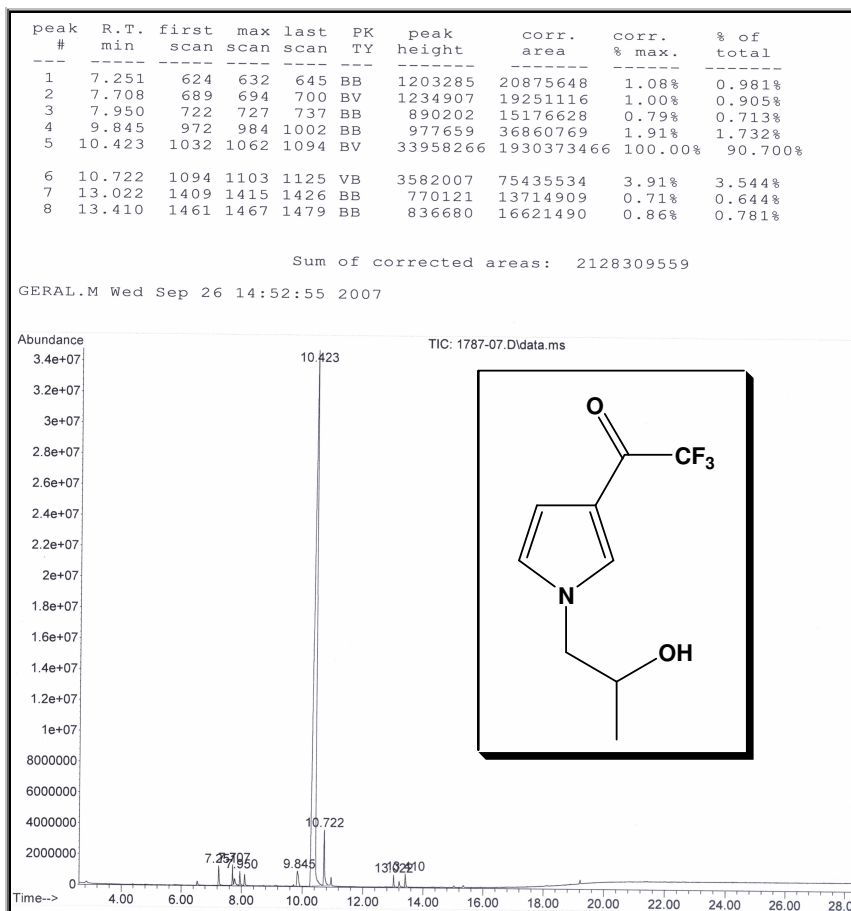 peak R.T. first max last PK peak corr. corr. % of
# min scan scan scan TY height area % max. total
--- ----- ----- ---- ---- --- ------- ------- ------ -------
1 7.251 624 632 645 BB 1203285 20875648 1.08% 0.981%
2 7.708 689 694 700 BV 1234907 19251116 1.00% 0.905%
3 7.950 722 727 737 BB 890202 15176628 0.79% 0.713%
4 9.845 972 984 1002 BB 977659 36860769 1.91% 1.732%
5 10.423 1032 1062 1094 BV 33958266 1930373466 100.00% 90.700%
6 10.722 1094 1103 1125 VB 3582007 75435534 3.91% 3.544%
7 13.022 1409 1415 1426 BB 770121 13714909 0.71% 0.644%
8 13.410 1461 1467 1479 BB 836680 16621490 0.86% 0.781%
Sum of corrected areas: 2128309559
GERAL.M Wed Sep 26 14:52:55 2007
Abundance
TIC: 1787-07.D\data.ms
3.4e+07
10.423
3.2e+07
3e+07
2.8e+07
2.6e+07
2.4e+07
2.2e+07
2e+07
1.8e+07
1.6e+07
1.4e+07
1.2e+07
1e+07
8000000
6000000
4000000
2000000
0
O
CF3
N
OH
10.722
7.251
7.707
7.950
9.845
13.022
13.410
Time-->
4.00 6.00 8.00 10.00 12.00 14.00 16.00 18.00 20.00 22.00 24.00 26.00 28.0